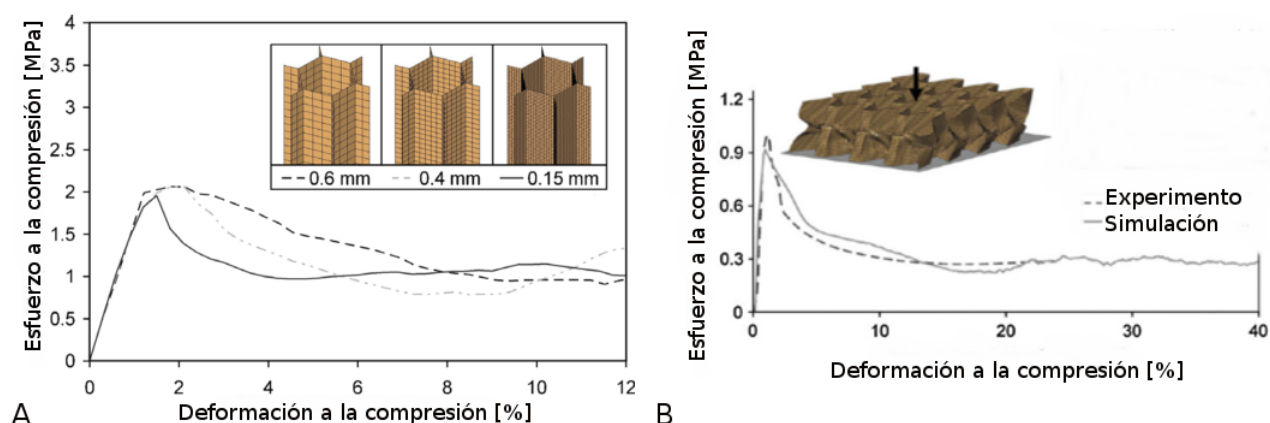 Esfuerzo a la compresión [MPa]
4
3.5
3
2.5
2
1.5
1
0.5
0
0.6 mm
0.4 mm
0.15 mm
0
2
4
6
8
10
12
Deformación a la compresión [%]
A
Esfuerzo a la compresión [MPa]
1.2
0.9
0.6
0.3
0
Experimento
Simulación
0
10
20
30
40
Deformación a la compresión [%]
B